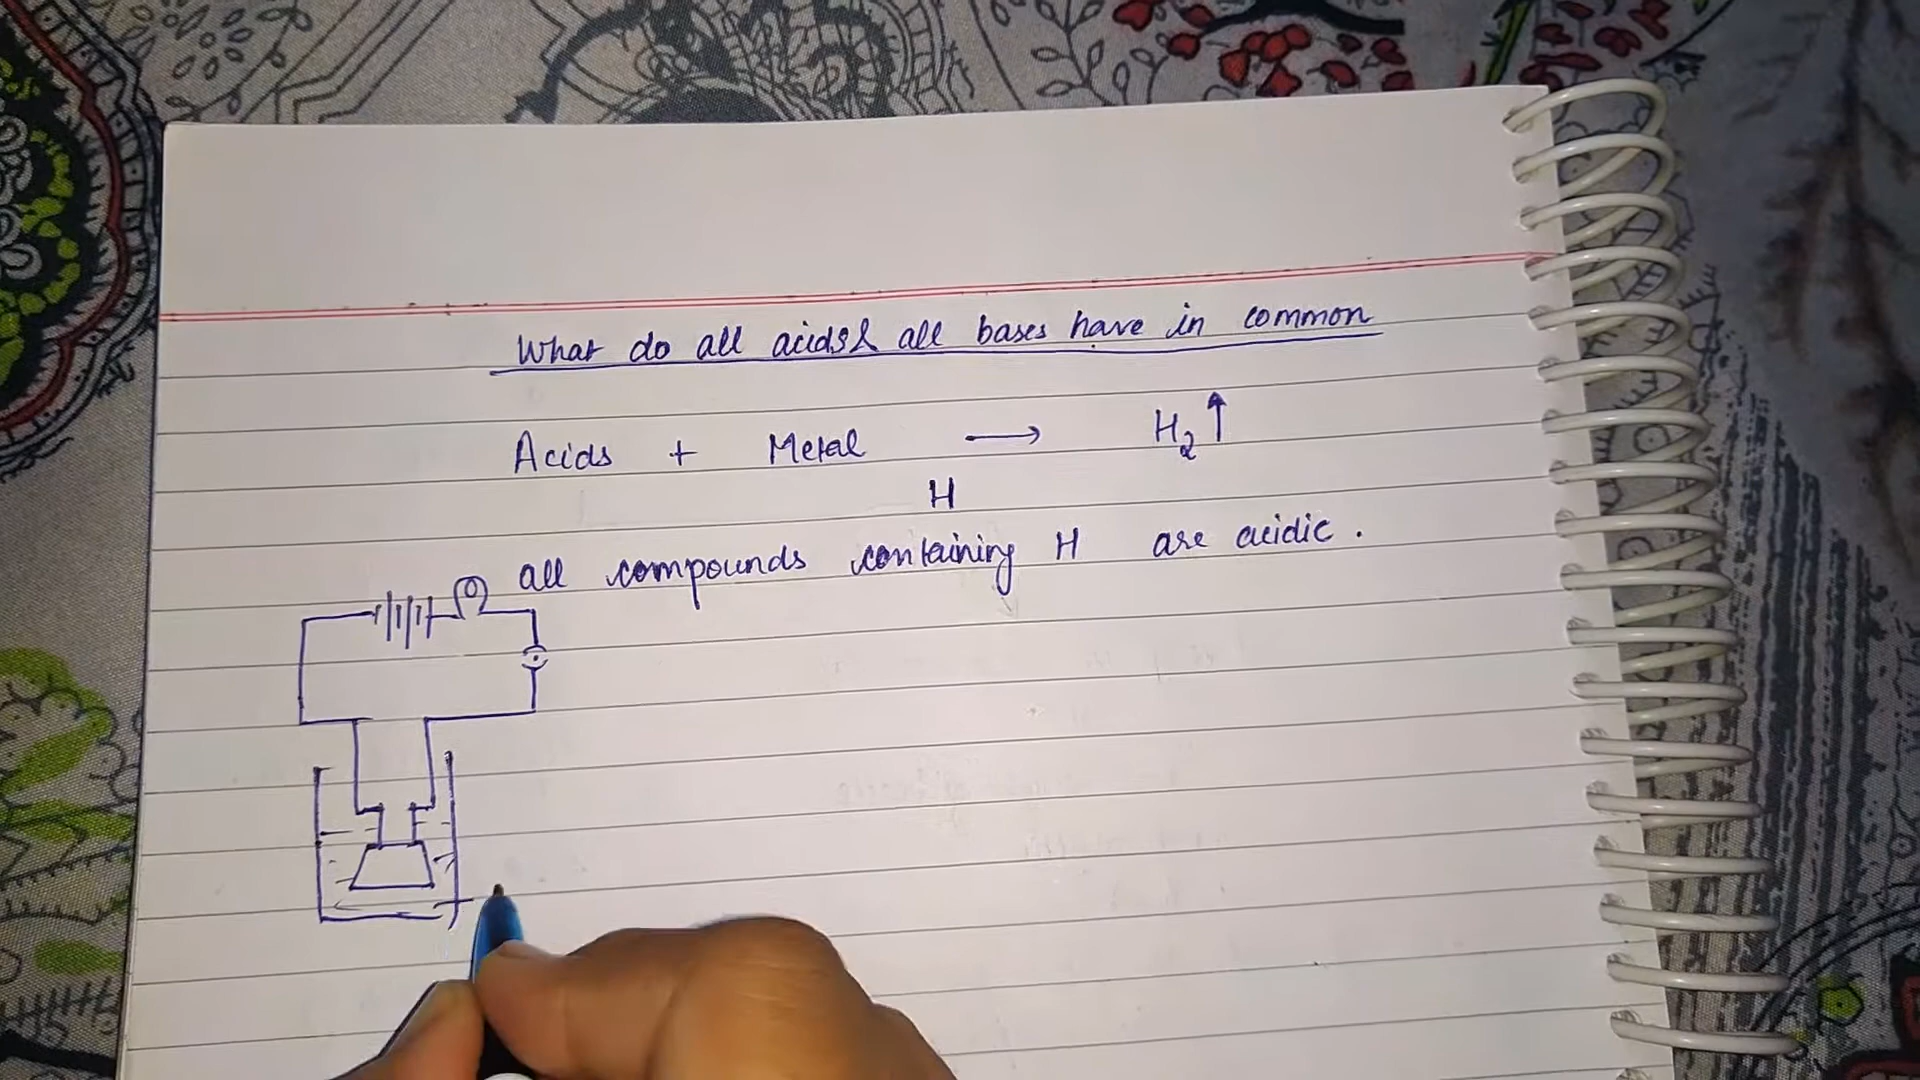 What do all acids & all bases have in common
Acids + Metal → H₂↑
H
all compounds containing H are acidic.